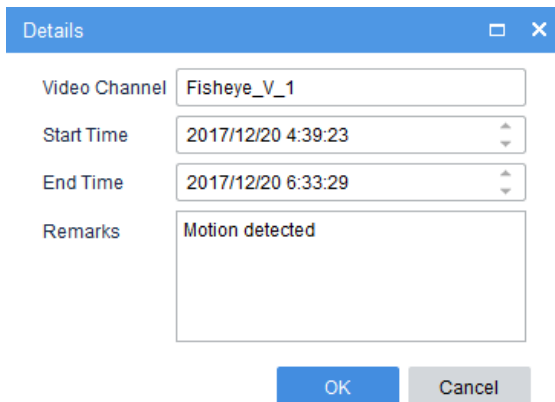 Details
Video Channel Fisheye_V_1
Start Time 2017/12/20 4:39:23
End Time 2017/12/20 6:33:29
Remarks Motion detected
OK Cancel